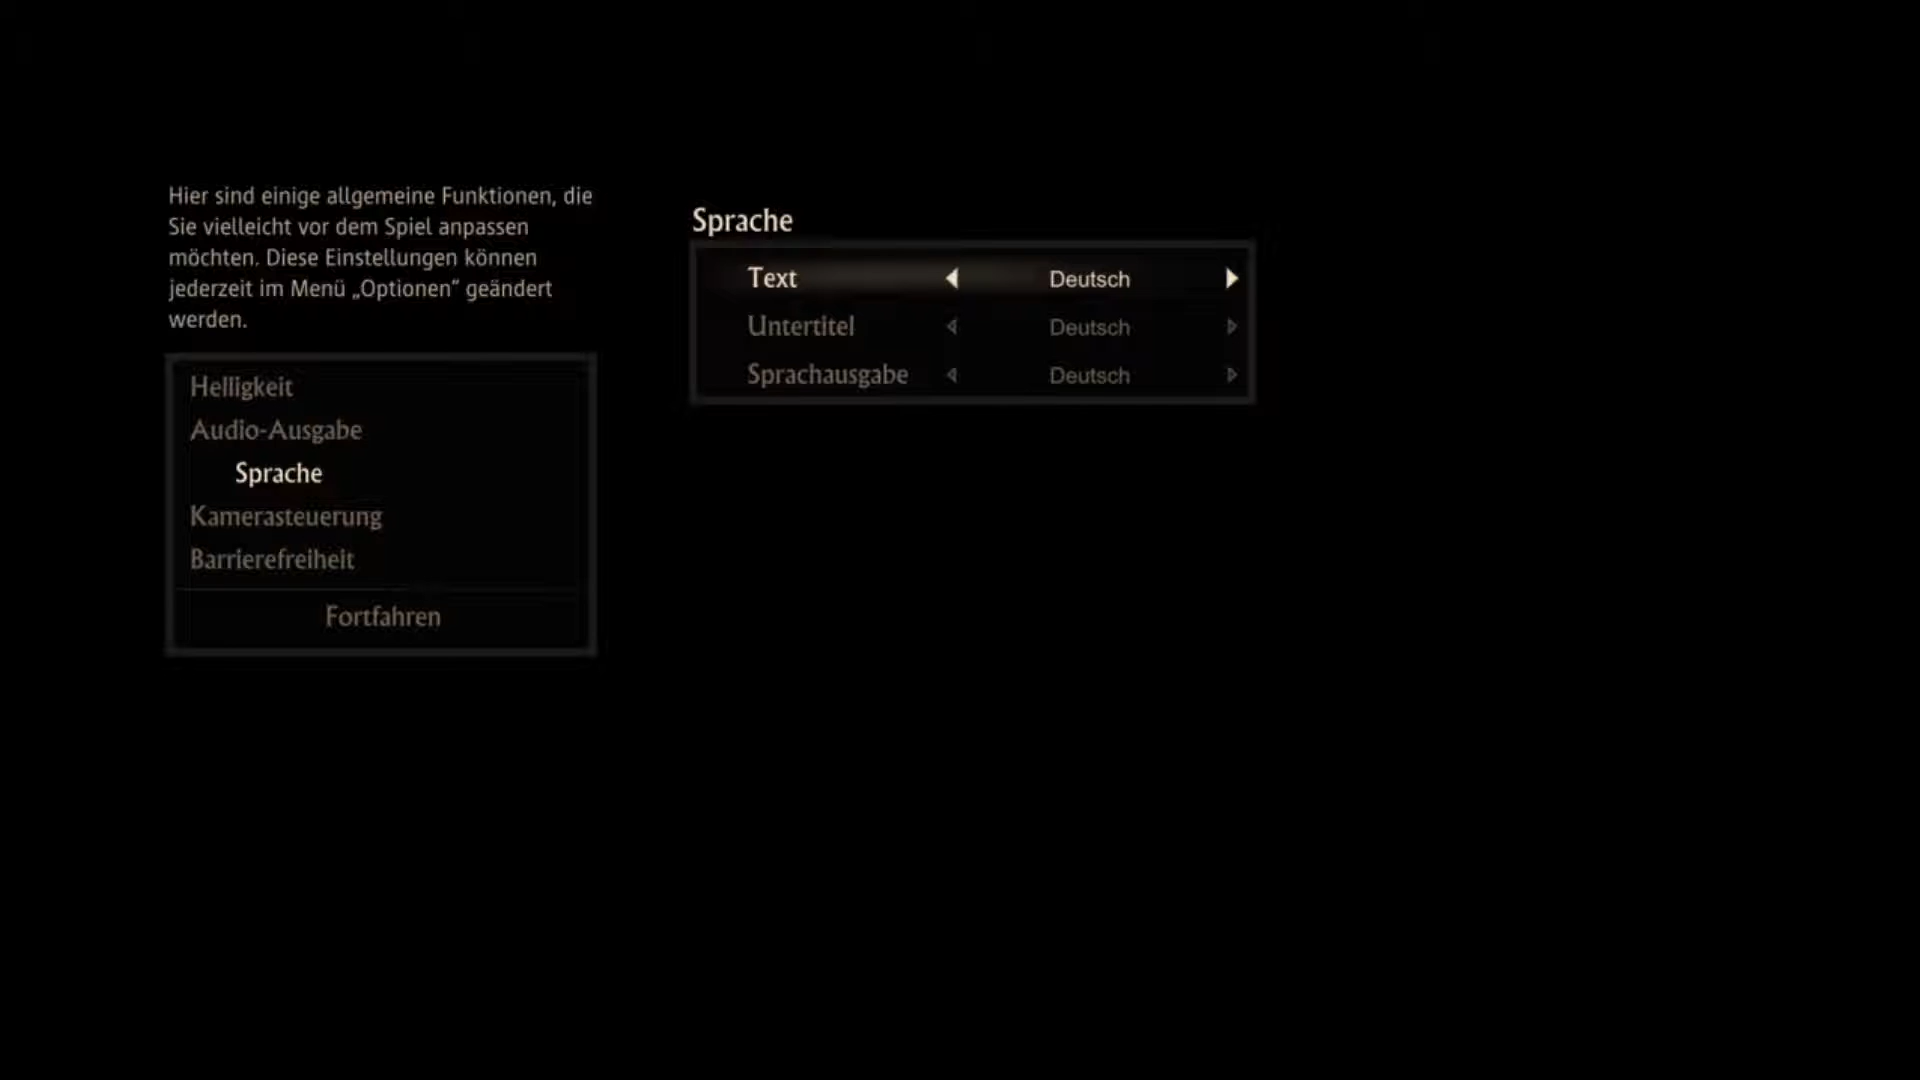 Hier sind einige allgemeine Funktionen, die
Sie vielleicht vor dem Spiel anpassen
möchten. Diese Einstellungen können
jederzeit im Menü „Optionen“ geändert
werden.
Helligkeit
Audio-Ausgabe
Sprache
Kamerasteuerung
Barrierefreiheit
Fortfahren
Sprache
Text Deutsch
Untertitel Deutsch
Sprachausgabe Deutsch